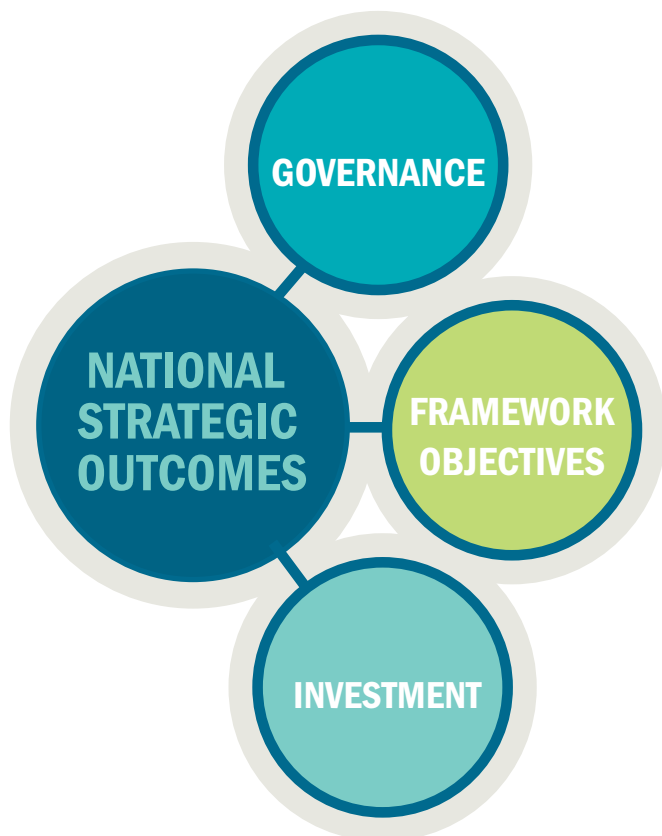 GOVERNANCE
NATIONAL
STRATEGIC
OUTCOMES
FRAMEWORK
OBJECTIVES
INVESTMENT